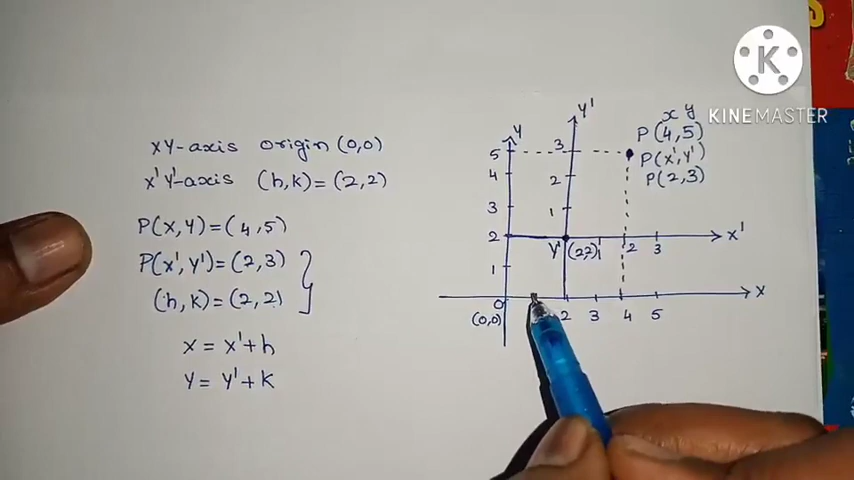 XY-axis origin (0,0)
x'Y'-axis (h,k)=(2,2)
P(x,y)=(4,5)
P(x',y')=(2,3)
(h,k)=(2,2)
x = x'+h
y = y'+k
Y
Y'
x y
P(4,5)
P(x',y')
P(2,3)
5
4
3
2
1
0
(0,0)
3
2
1
Y'
(2,2)
1
2
3
X'
2
3
4
5
X
K
KINEMASTER